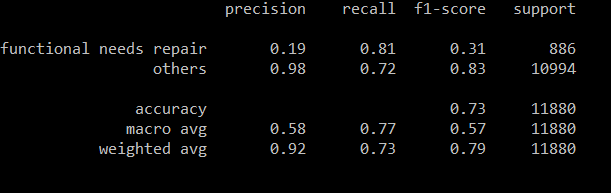 precision recall f1-score support
functional needs repair 0.19 0.81 0.31 886
others 0.98 0.72 0.83 10994
accuracy 0.73 11880
macro avg 0.58 0.77 0.57 11880
weighted avg 0.92 0.73 0.79 11880